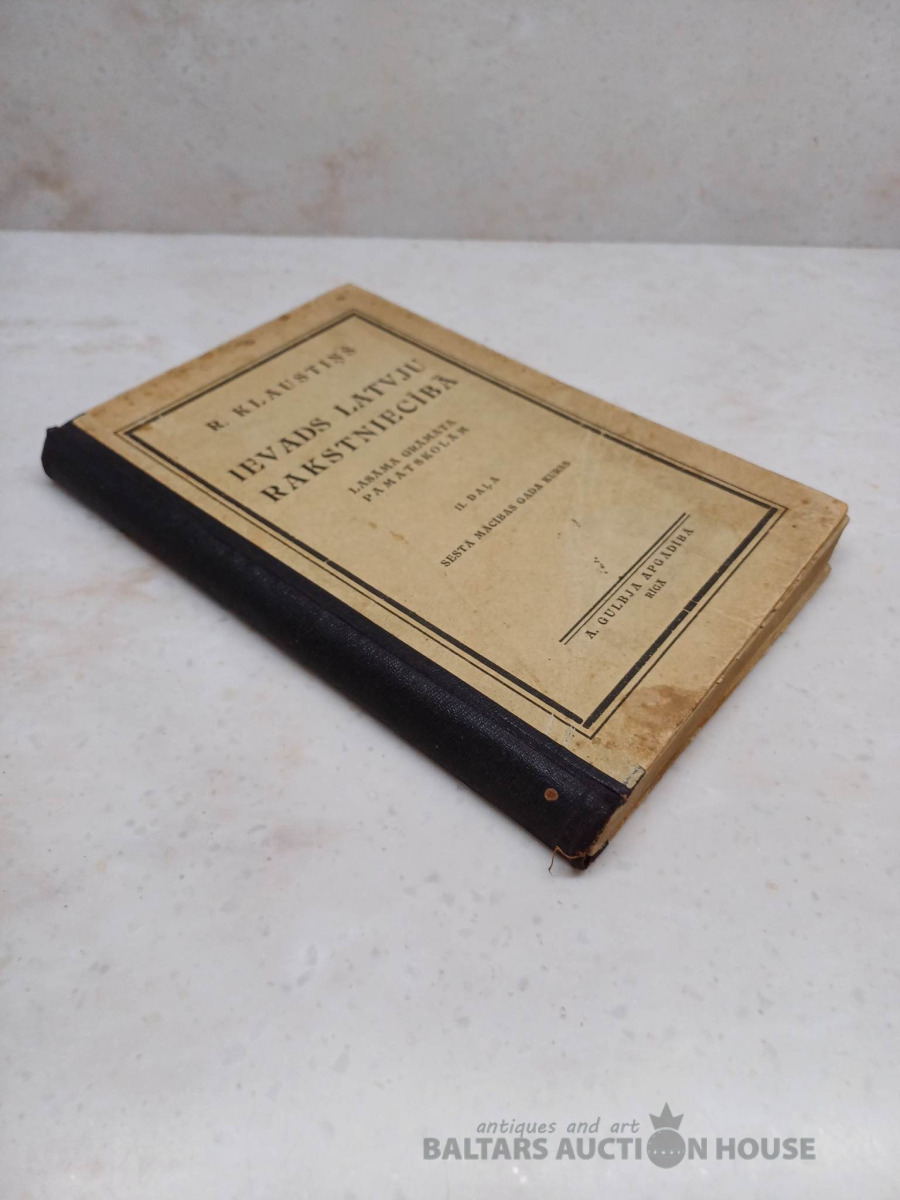 R. KLAUSTIŅŠ
IEVADS LATVJU
RAKSTNIECĪBĀ
LASĀMA GRĀMATA
PAMATSKOLĀM
II. DAĻA
SESTĀ MĀCĪBAS GADA KURSS
A. GULBJA APGĀDĪBĀ
RĪGĀ
antiques and art
BALTARS AUCTION HOUSE